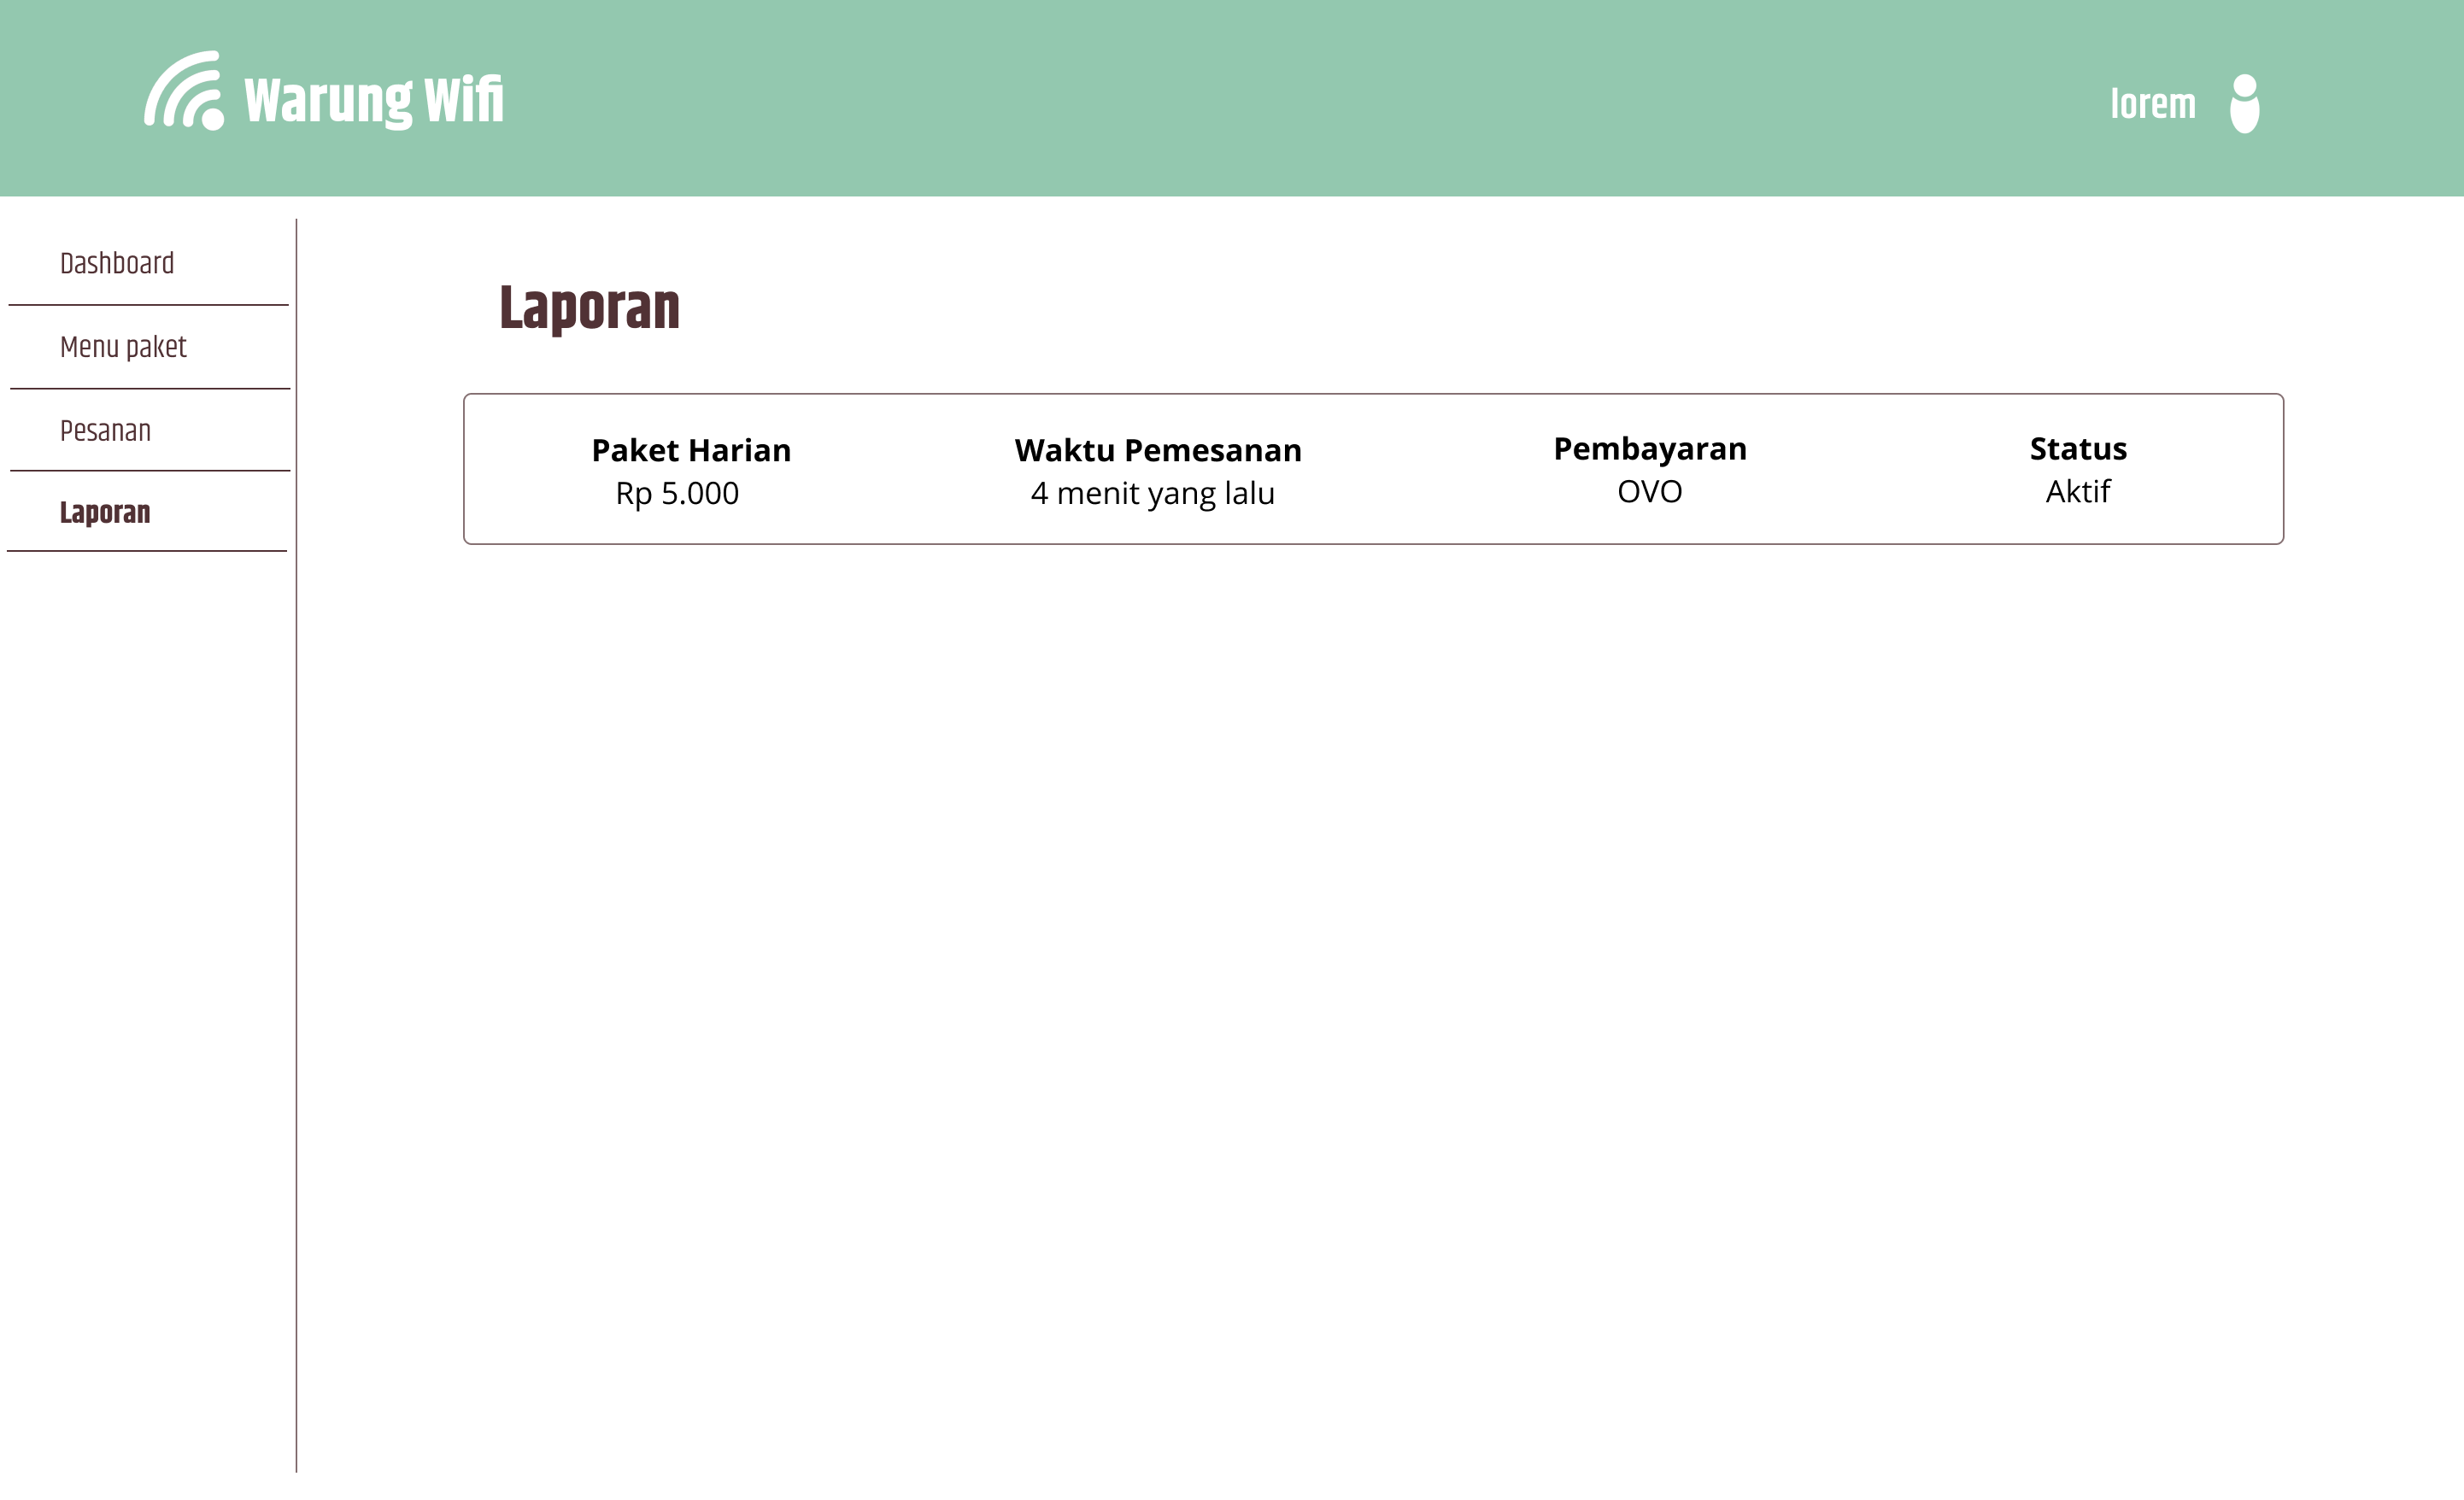 Warung Wifi
lorem
Dashboard
Menu paket
Pesanan
Laporan
Laporan
Paket Harian
Rp 5.000
Waktu Pemesanan
4 menit yang lalu
Pembayaran
OVO
Status
Aktif